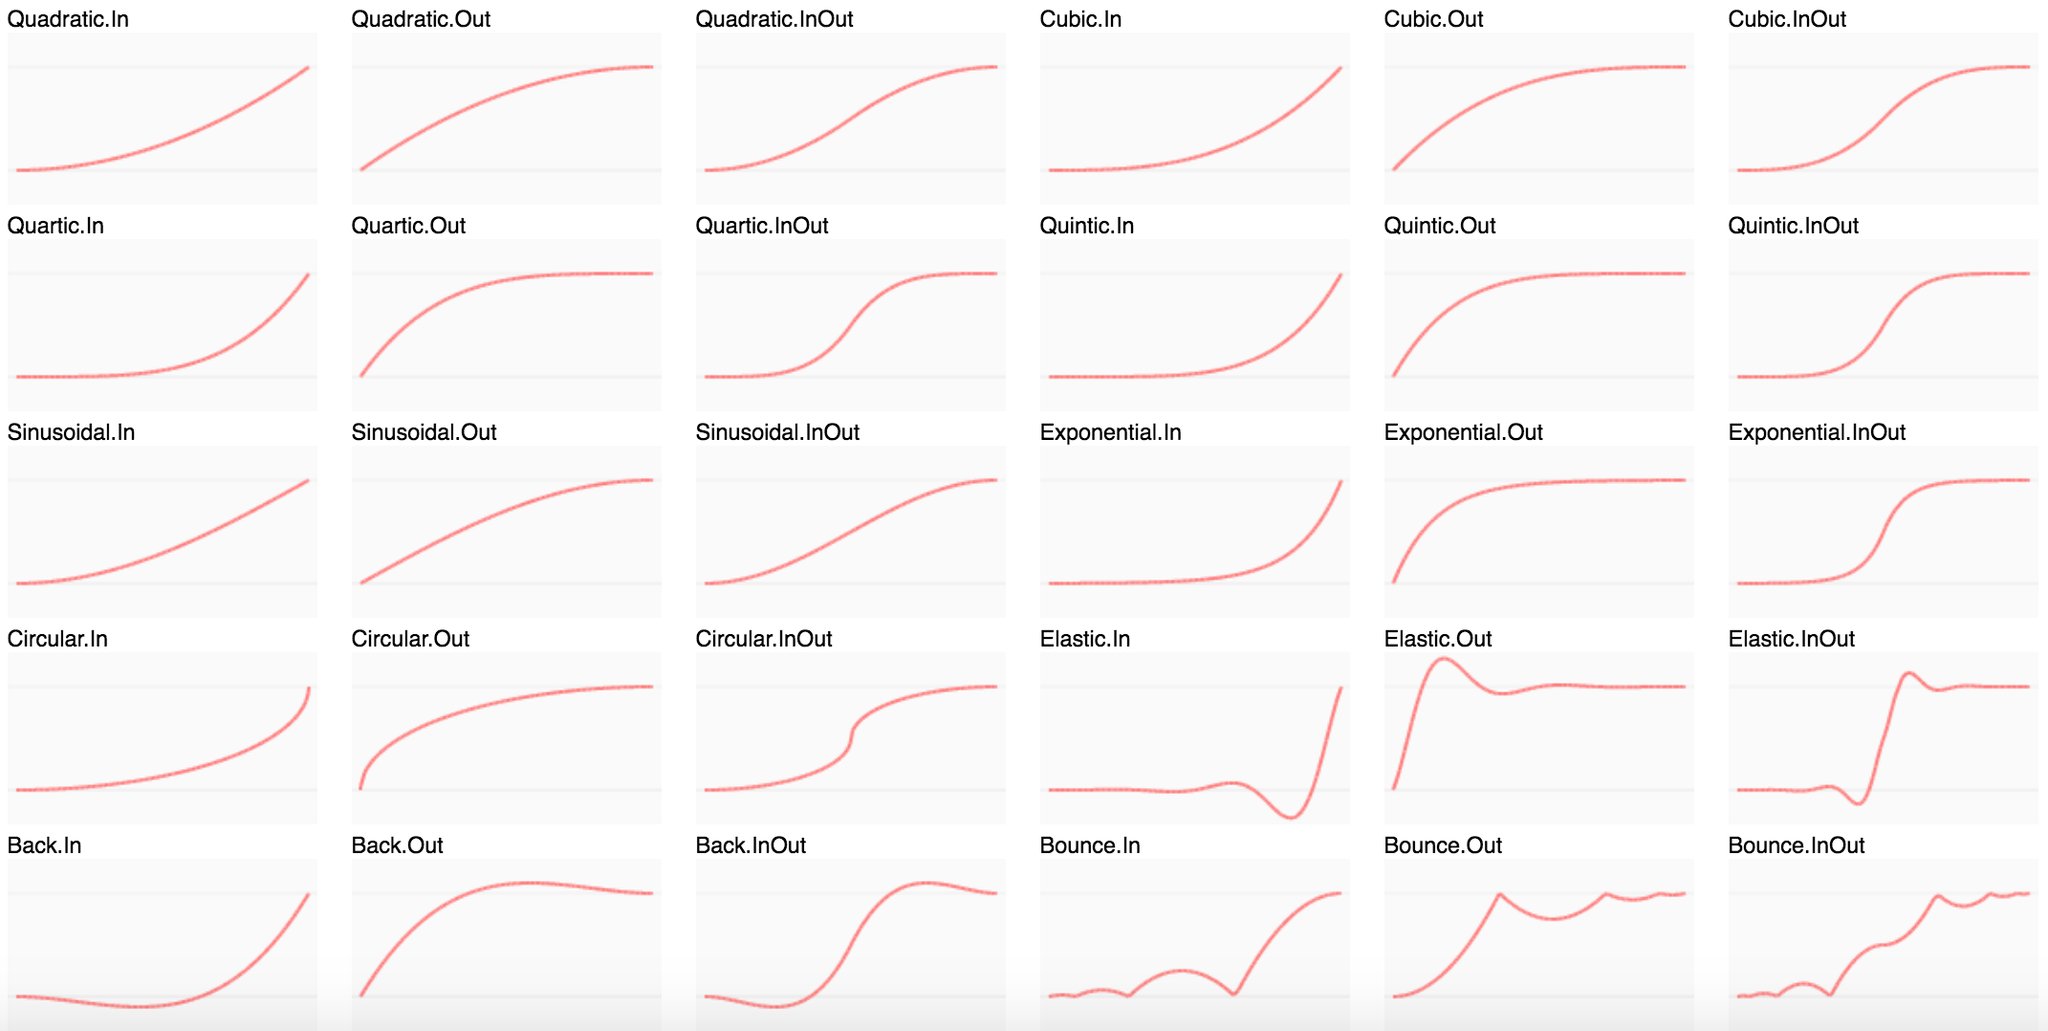 Quadratic.In
Quadratic.Out
Quadratic.InOut
Cubic.In
Cubic.Out
Cubic.InOut
Quartic.In
Quartic.Out
Quartic.InOut
Quintic.In
Quintic.Out
Quintic.InOut
Sinusoidal.In
Sinusoidal.Out
Sinusoidal.InOut
Exponential.In
Exponential.Out
Exponential.InOut
Circular.In
Circular.Out
Circular.InOut
Elastic.In
Elastic.Out
Elastic.InOut
Back.In
Back.Out
Back.InOut
Bounce.In
Bounce.Out
Bounce.InOut